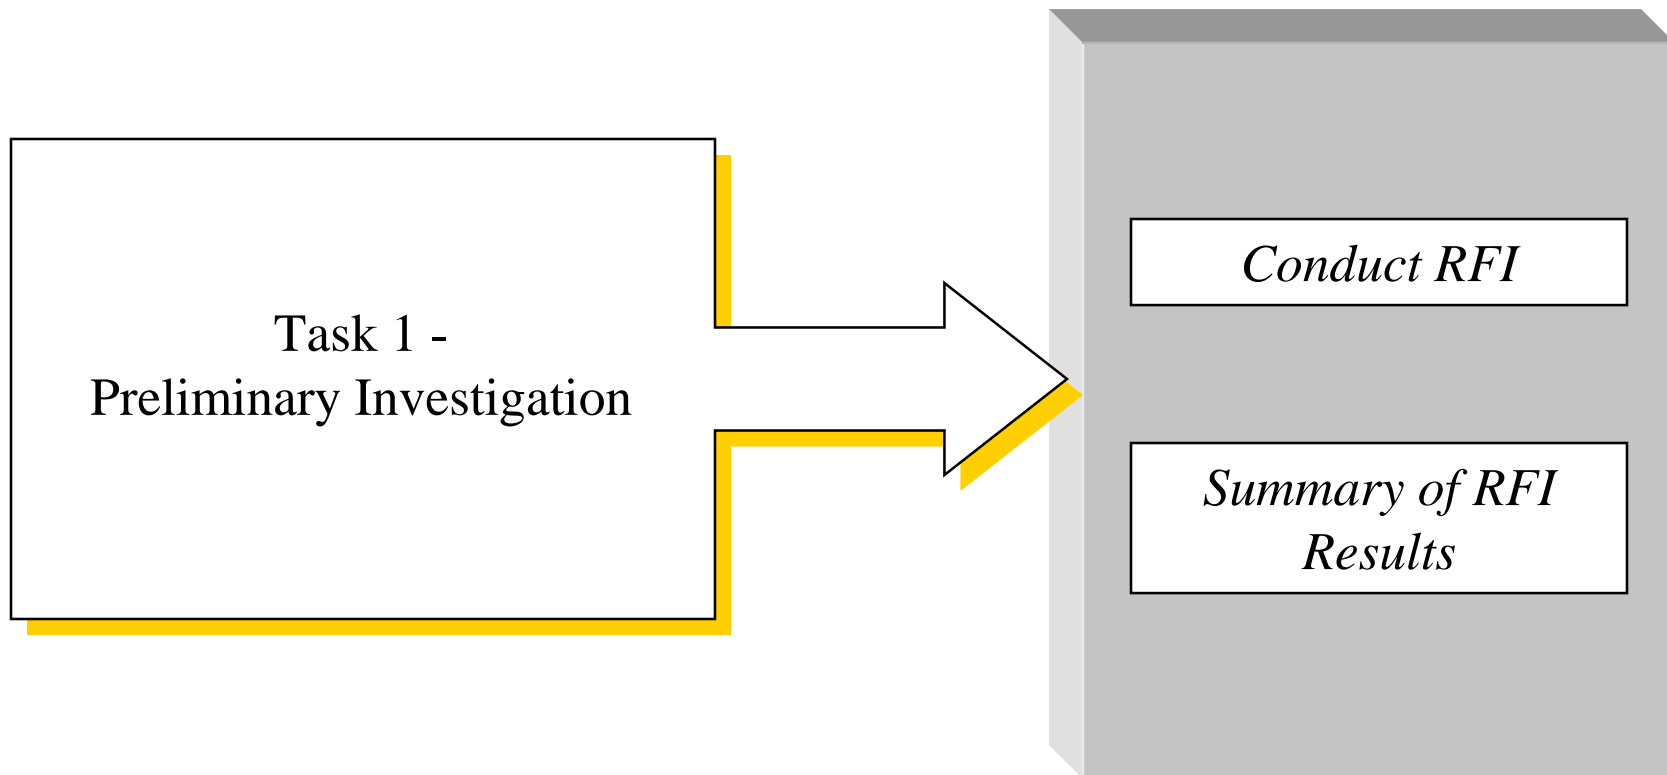 Task 1 -
Preliminary Investigation
Conduct RFI
Summary of RFI
Results